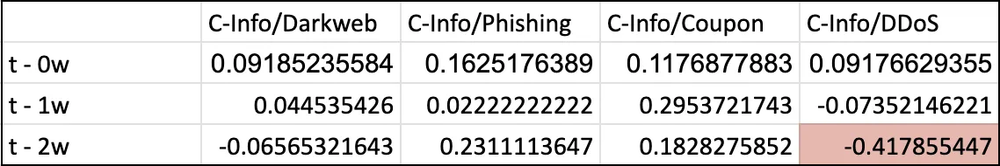 C-Info/Darkweb C-Info/Phishing C-Info/Coupon C-Info/DDoS
t - 0w 0.09185235584 0.1625176389 0.1176877883 0.09176629355
t - 1w 0.044535426 0.02222222222 0.2953721743 -0.07352146221
t - 2w -0.06565321643 0.2311113647 0.1828275852 -0.417855447